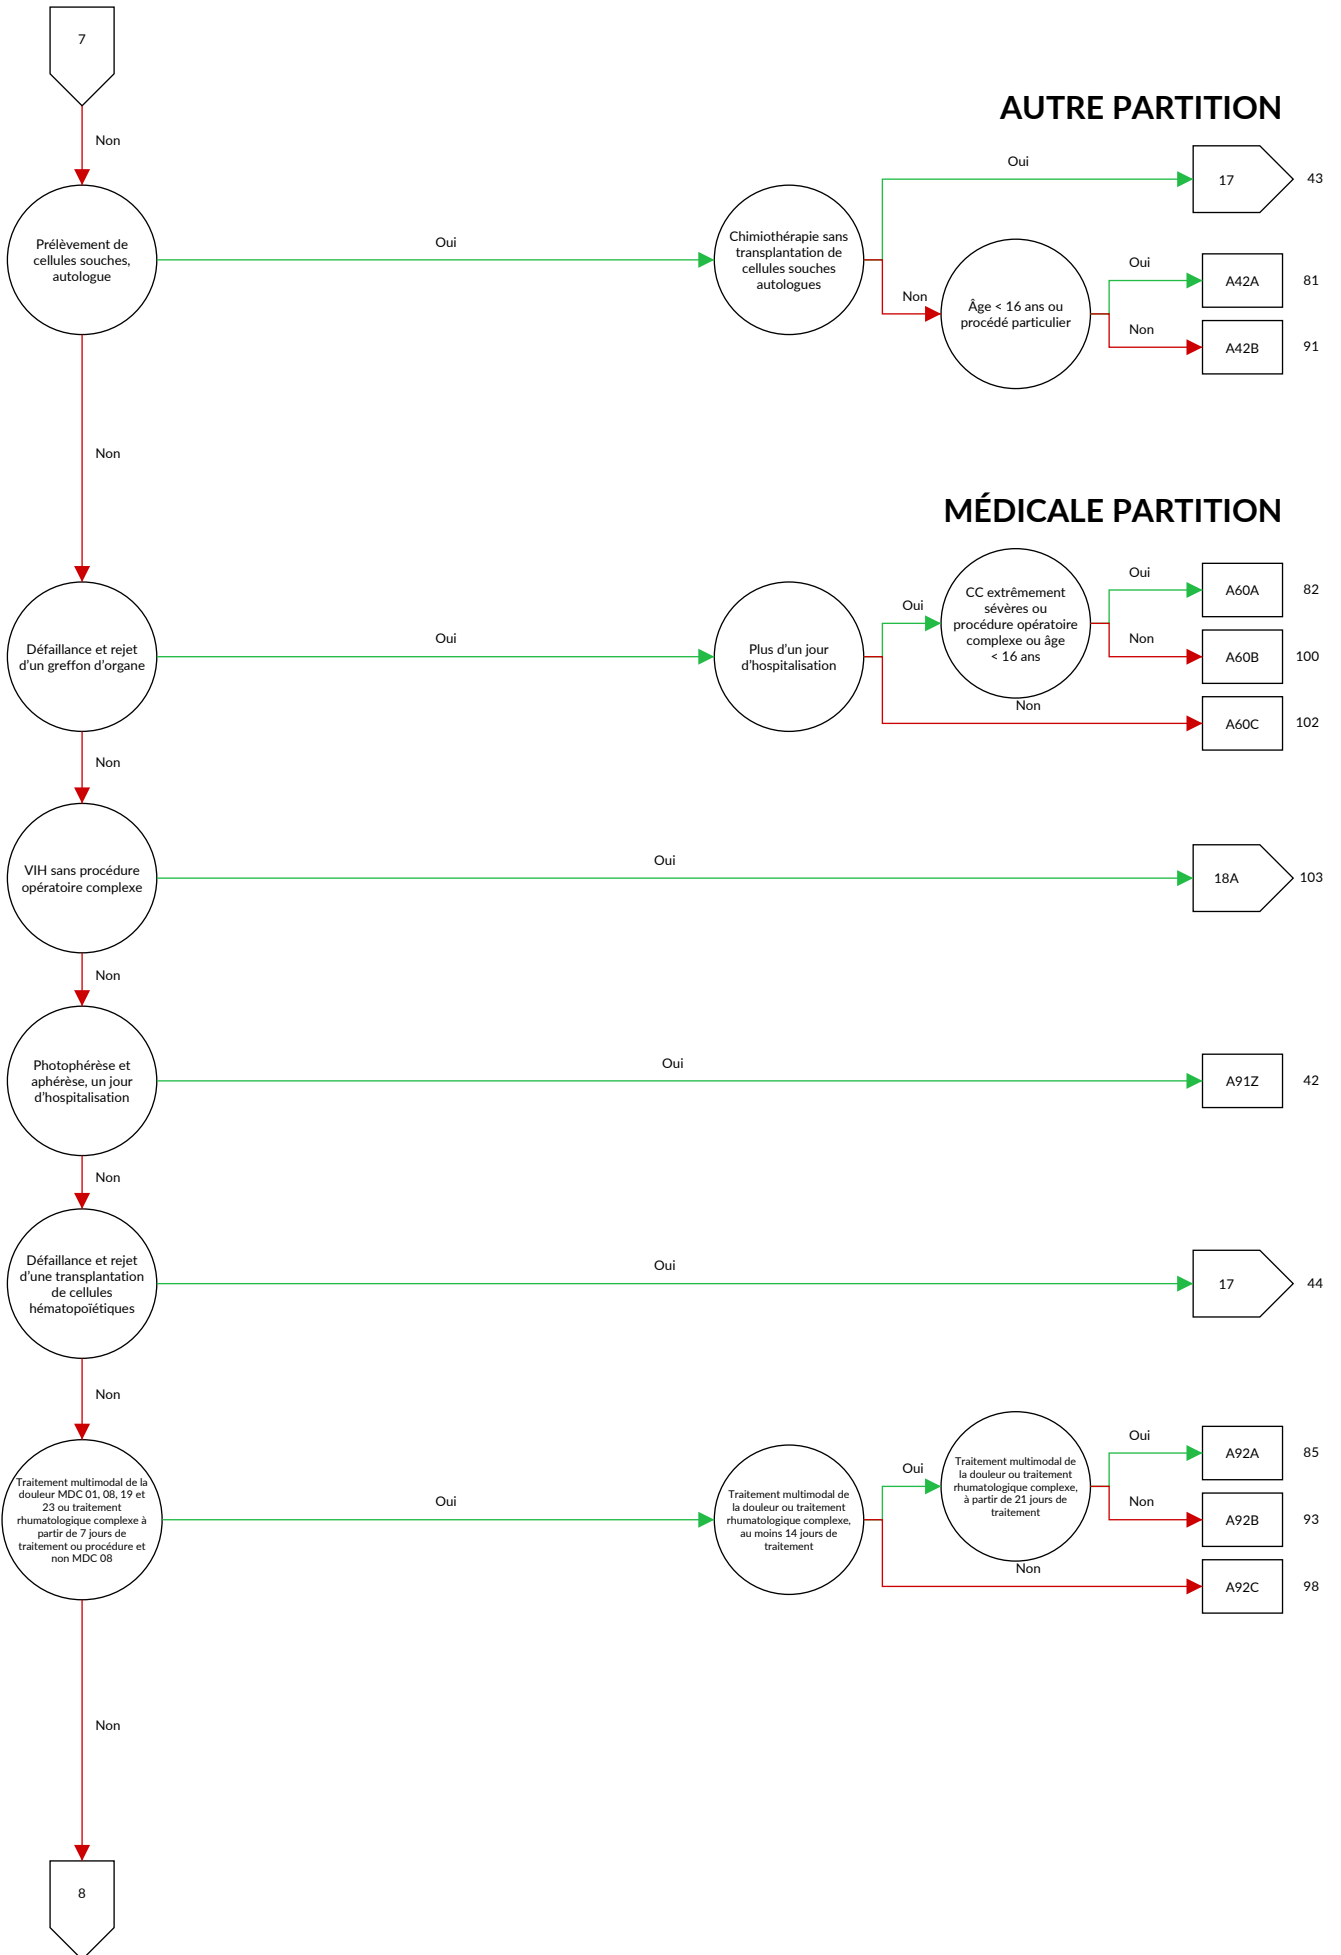 7
Non
AUTRE PARTITION
Prélèvement de
cellules souches,
autologue
Oui
Chimiothérapie sans
transplantation de
cellules souches
autologues
Oui
17
43
Non
Âge < 16 ans ou
procédé particulier
Oui
A42A
81
Non
A42B
91
Non
MÉDICALE PARTITION
Défaillance et rejet
d'un greffon d'organe
Oui
Plus d'un jour
d'hospitalisation
Oui
CC extrêmement
sévères ou
procédure opératoire
complexe ou âge
< 16 ans
Oui
A60A
82
Non
A60B
100
Non
A60C
102
Non
VIH sans procédure
opératoire complexe
Oui
18A
103
Non
Photophérèse et
aphérèse, un jour
d'hospitalisation
Oui
A91Z
42
Non
Défaillance et rejet
d'une transplantation
de cellules
hématopoïétiques
Oui
17
44
Non
Traitement multimodal de la
douleur MDC 01, 08, 19 et
23 ou traitement
rhumatologique complexe à
partir de 7 jours de
traitement ou procédure et
non MDC 08
Oui
Traitement multimodal de
la douleur ou traitement
rhumatologique complexe,
au moins 14 jours de
traitement
Oui
Traitement multimodal de
la douleur ou traitement
rhumatologique complexe,
à partir de 21 jours de
traitement
Oui
A92A
85
Non
A92B
93
Non
A92C
98
Non
8